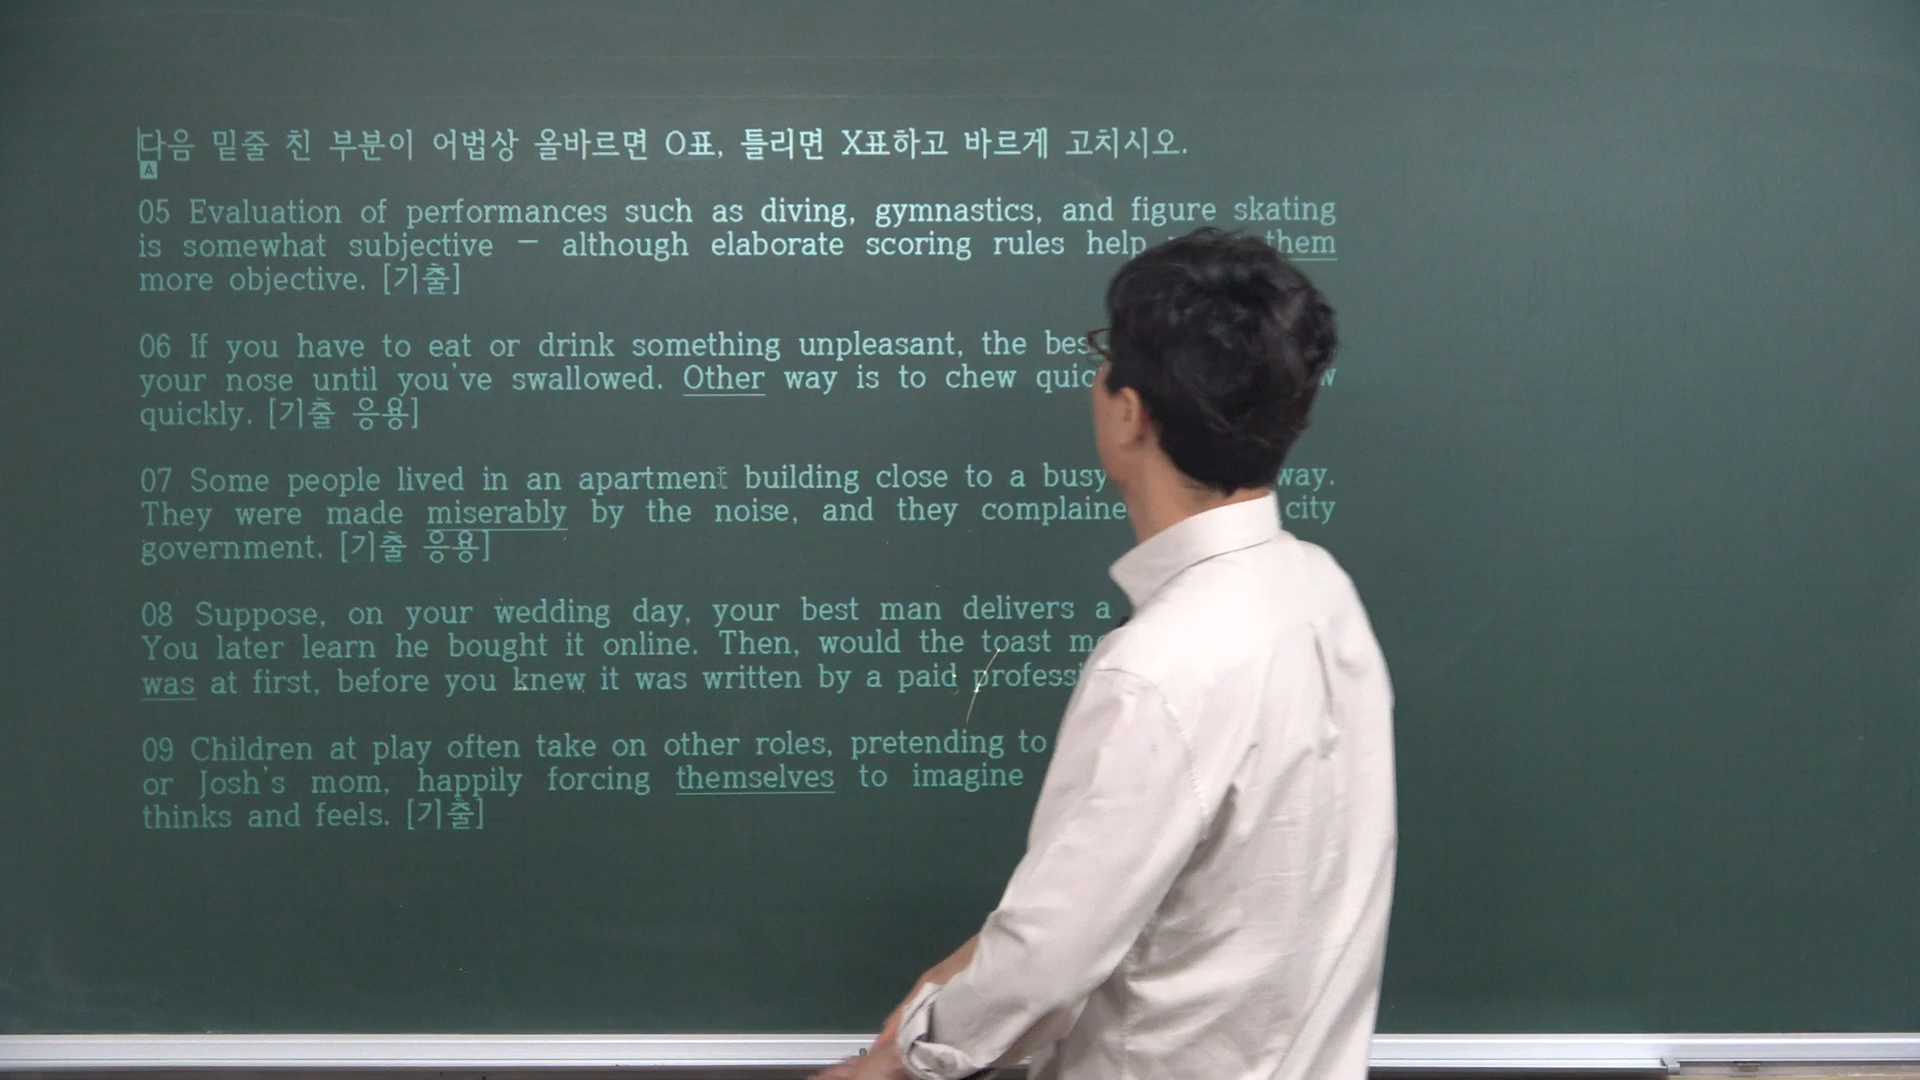 다음 밑줄 친 부분이 어법상 올바르면 O표, 틀리면 X표하고 바르게 고치시오.
A
05 Evaluation of performances such as diving, gymnastics, and figure skating
is somewhat subjective — although elaborate scoring rules help them
more objective. [기출]
06 If you have to eat or drink something unpleasant, the
your nose until you've swallowed. Other way is to chew
quickly. [기출 응용]
07 Some people lived in an apartment building close to a busy
They were made miserably by the noise, and they city
government. [기출 응용]
08 Suppose, on your wedding day, your best man delivers a
You later learn he bought it online. Then, would the toast
was at first, before you knew it was written by a paid
09 Children at play often take on other roles, pretending to
or Josh's mom, happily forcing themselves to imagine
thinks and feels. [기출]